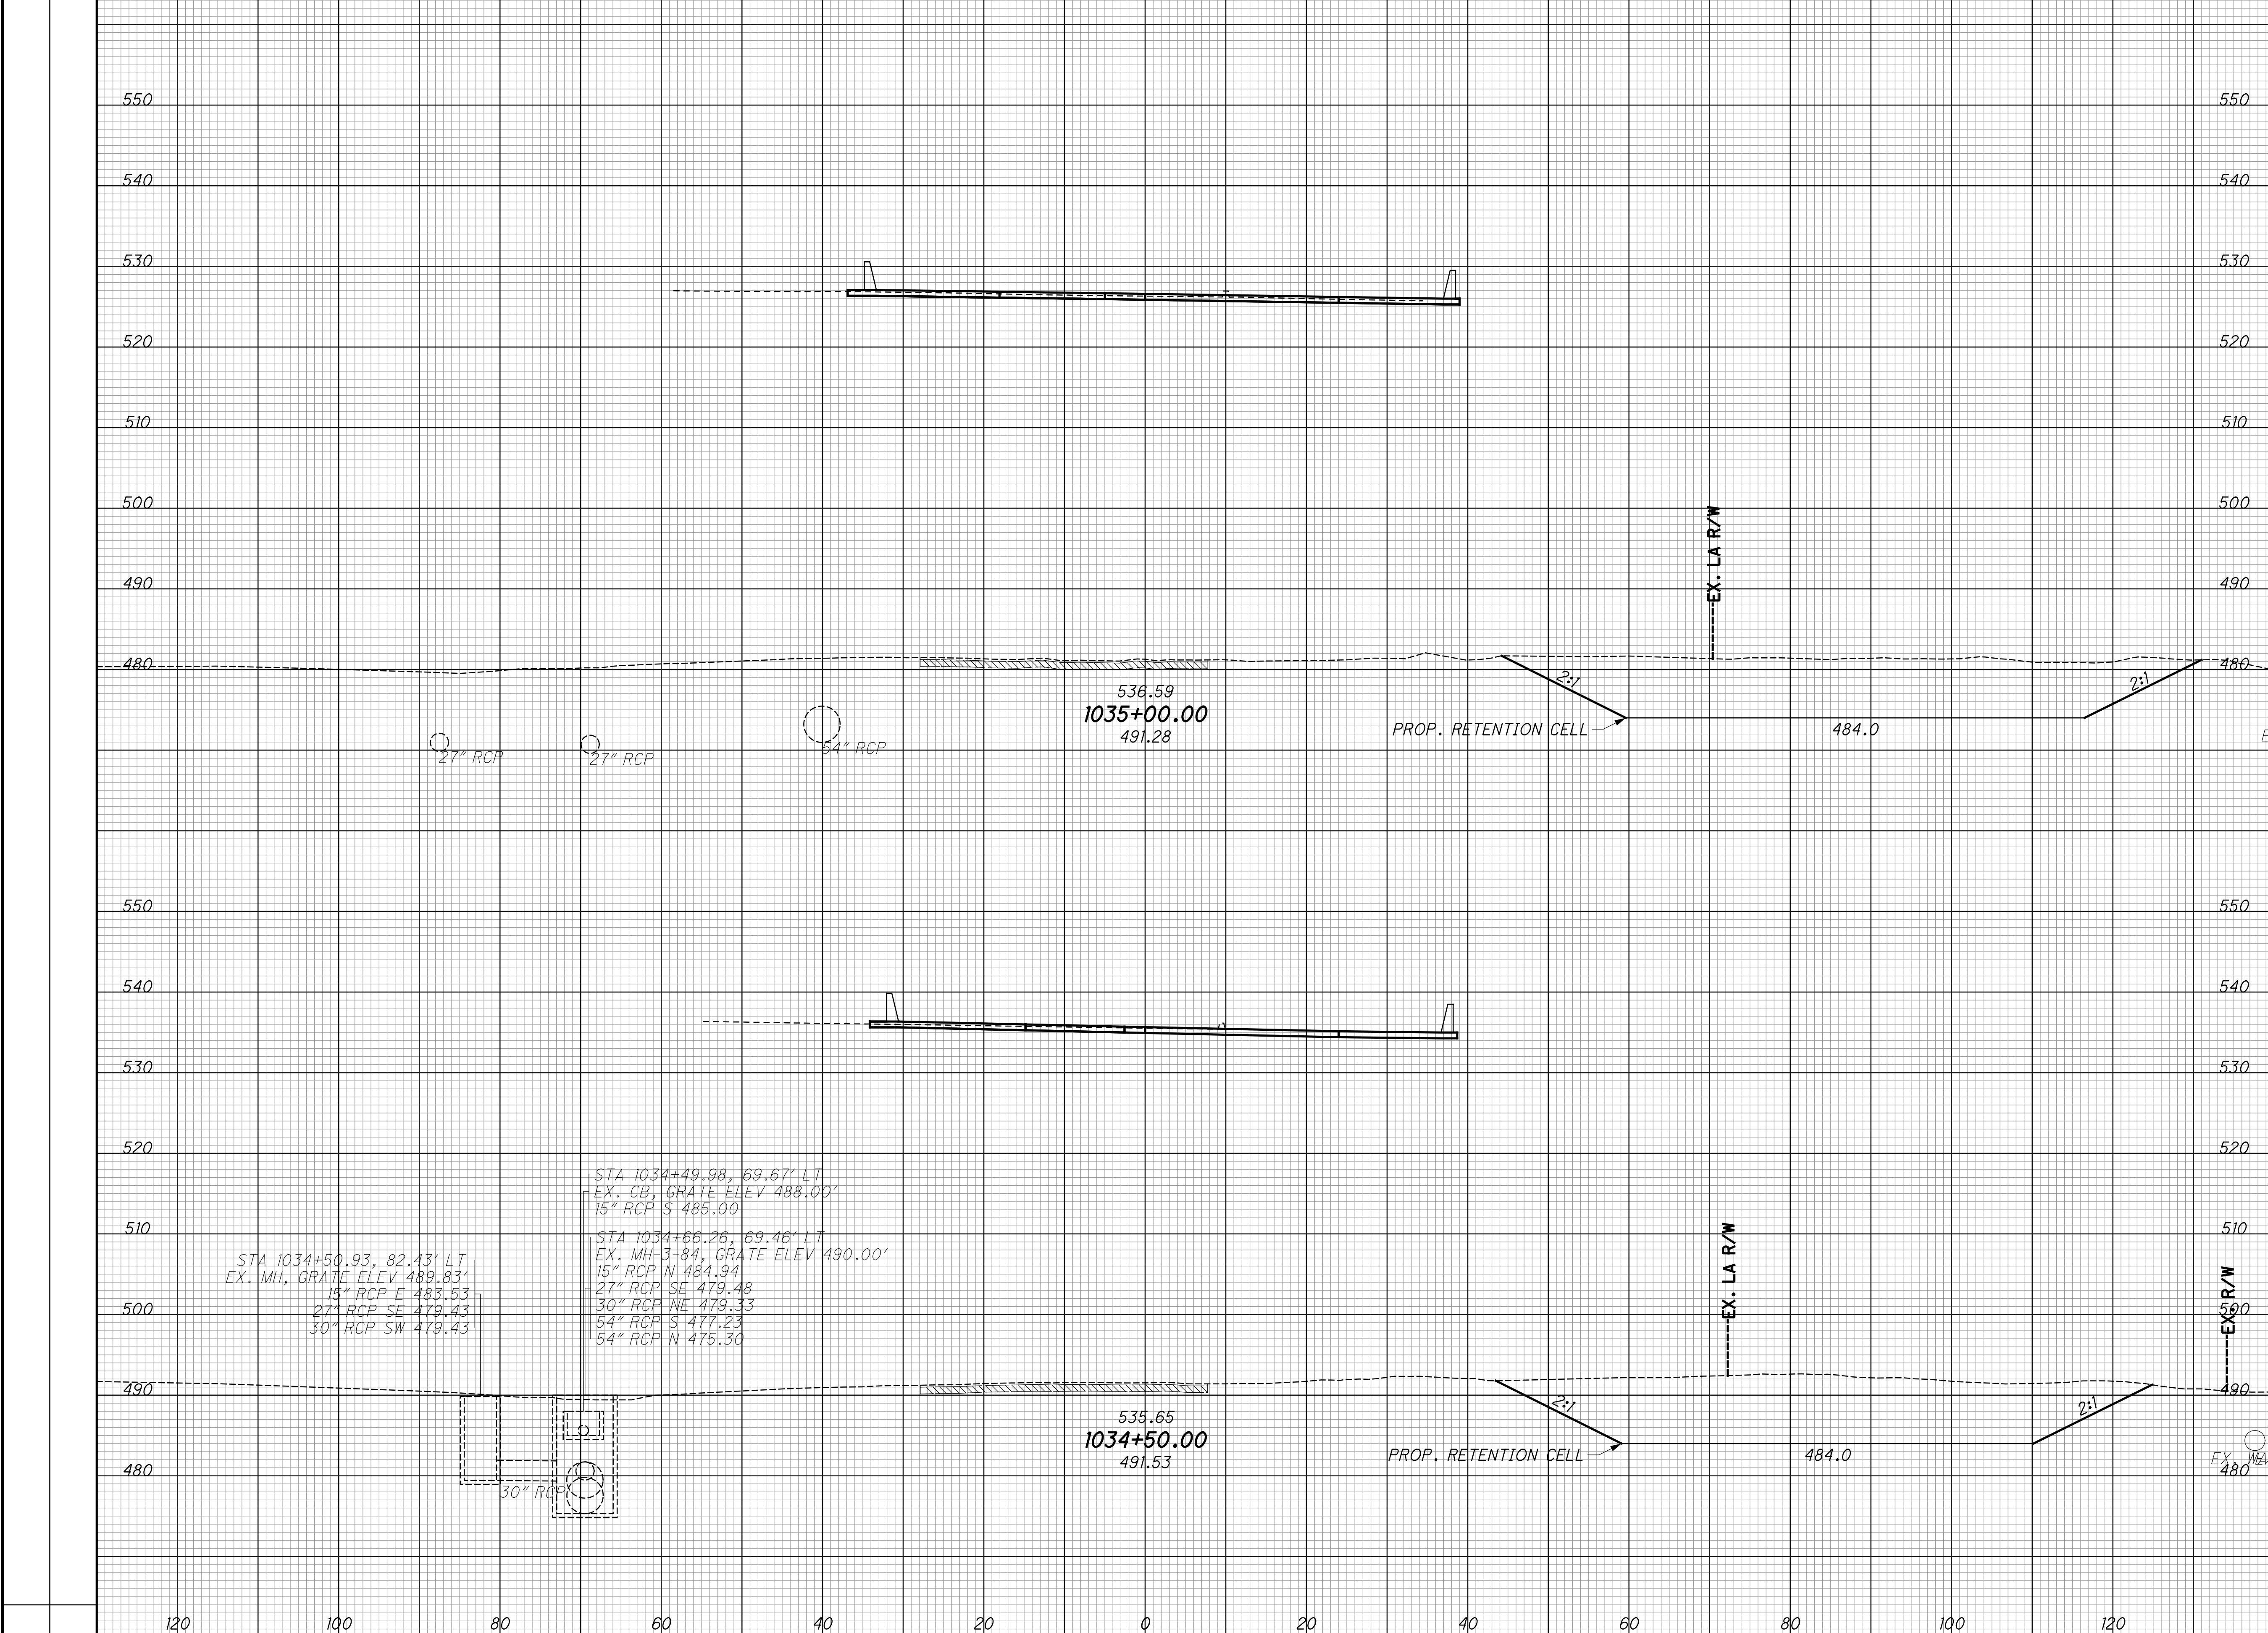 550 550
540 540
530 530
520 520
510 510
500 500
EX. LA R/W
490 490
480 480
2:1 2:1
536.59
1035+00.00
491.28
PROP. RETENTION CELL 484.0
54" RCP
27" RCP
27" RCP
550 550
540 540
530 530
520 520
STA 1034+49.98, 69.67' LT
EX. CB, GRATE ELEV 488.00'
15" RCP S 485.00
510 510
STA 1034+66.26, 69.46' LT
EX. MH-3-84, GRATE ELEV 490.00'
15" RCP N 484.94
27" RCP SE 479.48
30" RCP NE 479.33
54" RCP S 477.23
54" RCP N 475.30
STA 1034+50.93, 82.43' LT
EX. MH, GRATE ELEV 489.83'
15" RCP E 483.53
27" RCP SE 479.43
30" RCP SW 479.43
EX. LA R/W
EX. R/W
500 500
490 490
2:1 2:1
535.65
1034+50.00
491.53
PROP. RETENTION CELL 484.0
EX.
480 480
30" RCP
120 100 80 60 40 20 0 20 40 60 80 100 120